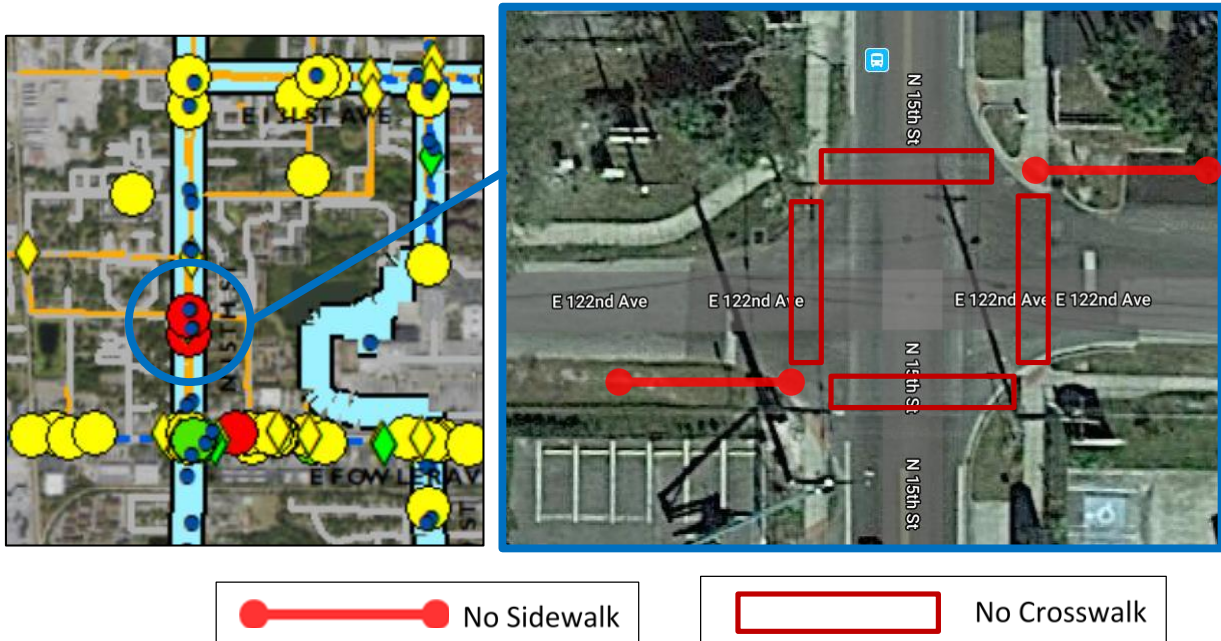 E 131ST AVE
N 15TH S
E FOWLER AV
ST
N 15th St
E 122nd Ave
E 122nd Ave
E 122nd Ave
E 122nd Ave
N 15th St
N 15th St
No Sidewalk
No Crosswalk